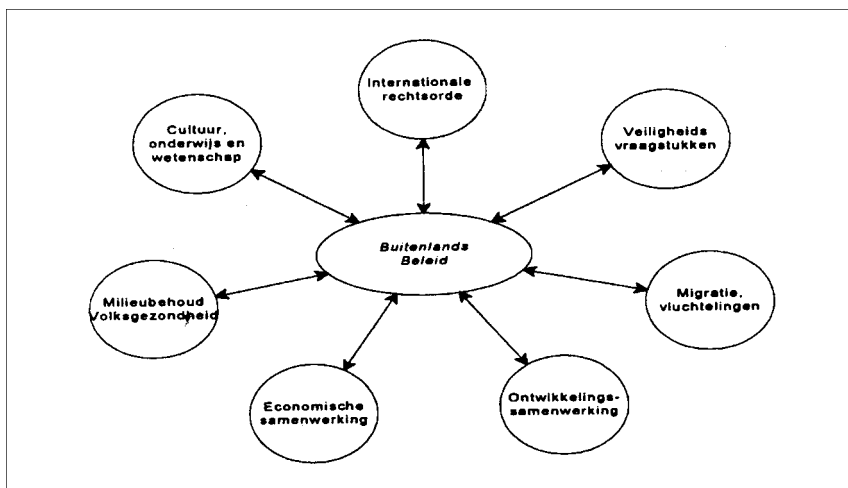 Internationale
rechtsorde
Cultuur,
onderwijs en
wetenschap
Veiligheids
vraagstukken
Buitenlands
Beleid
Milieubehoud
Volksgezondheid
Migratie,
vluchtelingen
Economische
samenwerking
Ontwikkelings-
samenwerking